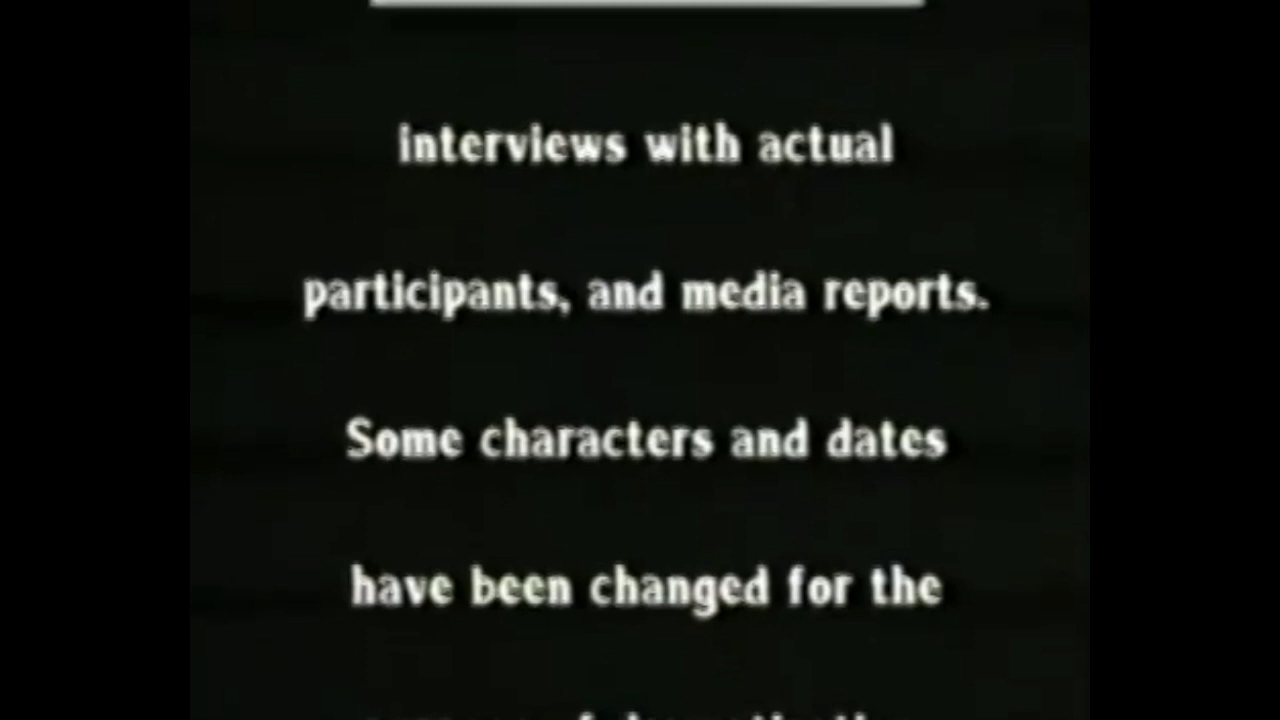 interviews with actual
participants, and media reports.
Some characters and dates
have been changed for the